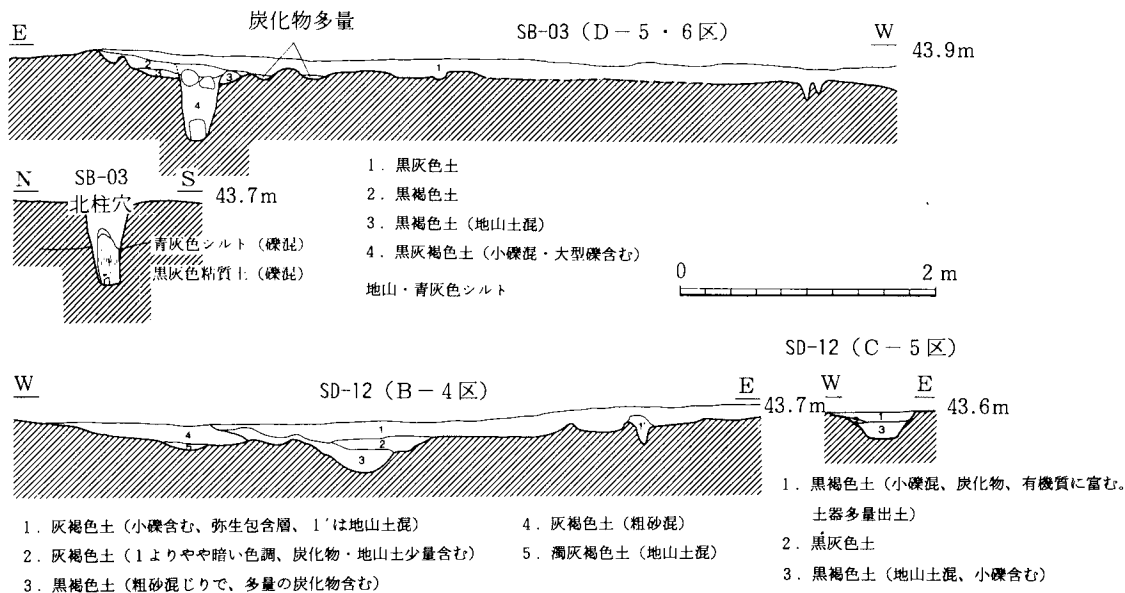 炭化物多量
E SB-03（D－5・6区） W 43.9m
2 3 3 1
4
N SB-03 S 43.7m
北柱穴
青灰色シルト（礫混）
黒灰色粘質土（礫混）
1．黒灰色土
2．黒褐色土
3．黒褐色土（地山土混）
4．黒灰褐色土（小礫混・大型礫含む）
地山・青灰色シルト
0 2 m
W SD-12（B－4区） E 43.7m
4 5 1 2 3 1'
SD-12（C－5区）
W E 43.6m
1
3
1．灰褐色土（小礫含む、弥生包含層、1'は地山土混）
2．灰褐色土（1よりやや暗い色調、炭化物・地山土少量含む）
3．黒褐色土（粗砂混じりで、多量の炭化物含む）
4．灰褐色土（粗砂混）
5．濁灰褐色土（地山土混）
1．黒褐色土（小礫混、炭化物、有機質に富む。
土器多量出土）
2．黒灰色土
3．黒褐色土（地山土混、小礫含む）